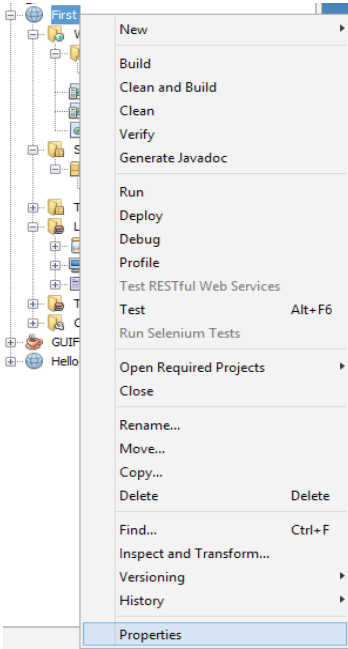 First
New
Build
Clean and Build
Clean
Verify
Generate Javadoc
Run
Deploy
Debug
Profile
Test RESTful Web Services
Test Alt+F6
Run Selenium Tests
Open Required Projects
Close
Rename...
Move...
Copy...
Delete Delete
Find... Ctrl+F
Inspect and Transform...
Versioning
History
Properties
W
S
T
L
T
C
GUIF
Hello